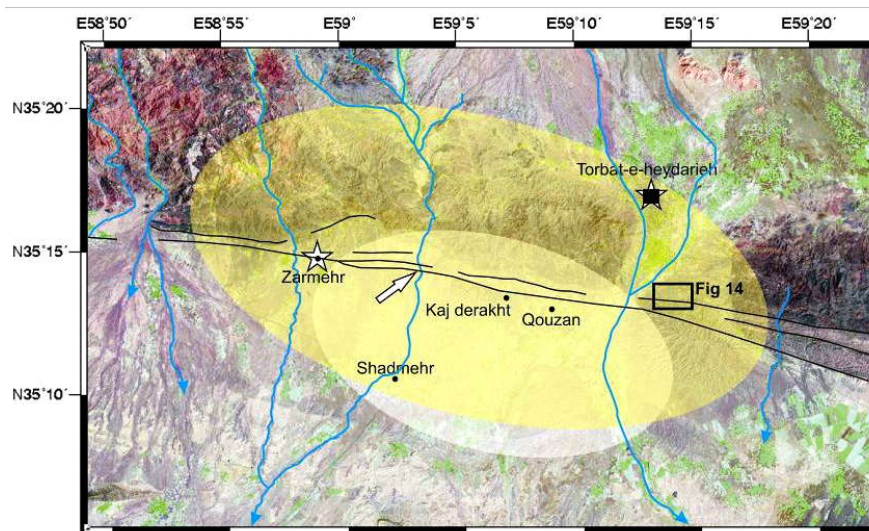 E58°50´ E58°55´ E59° E59°5´ E59°10´ E59°15´ E59°20´
N35°20´
Torbat-e-heydarieh
N35°15´
Zarmehr
Fig 14
Kaj derakht
Qouzan
Shadmehr
N35°10´